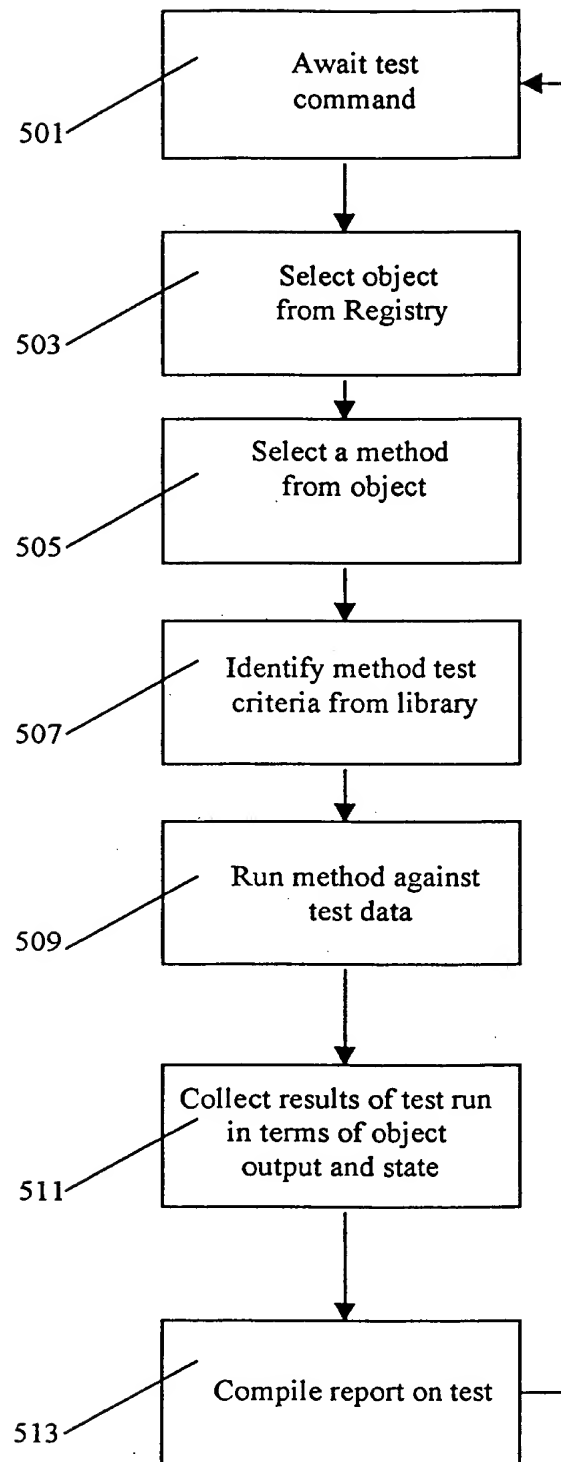 Await test
command
501
Select object
from Registry
503
Select a method
from object
505
Identify method test
criteria from library
507
Run method against
test data
509
Collect results of test run
in terms of object
output and state
511
Compile report on test
513